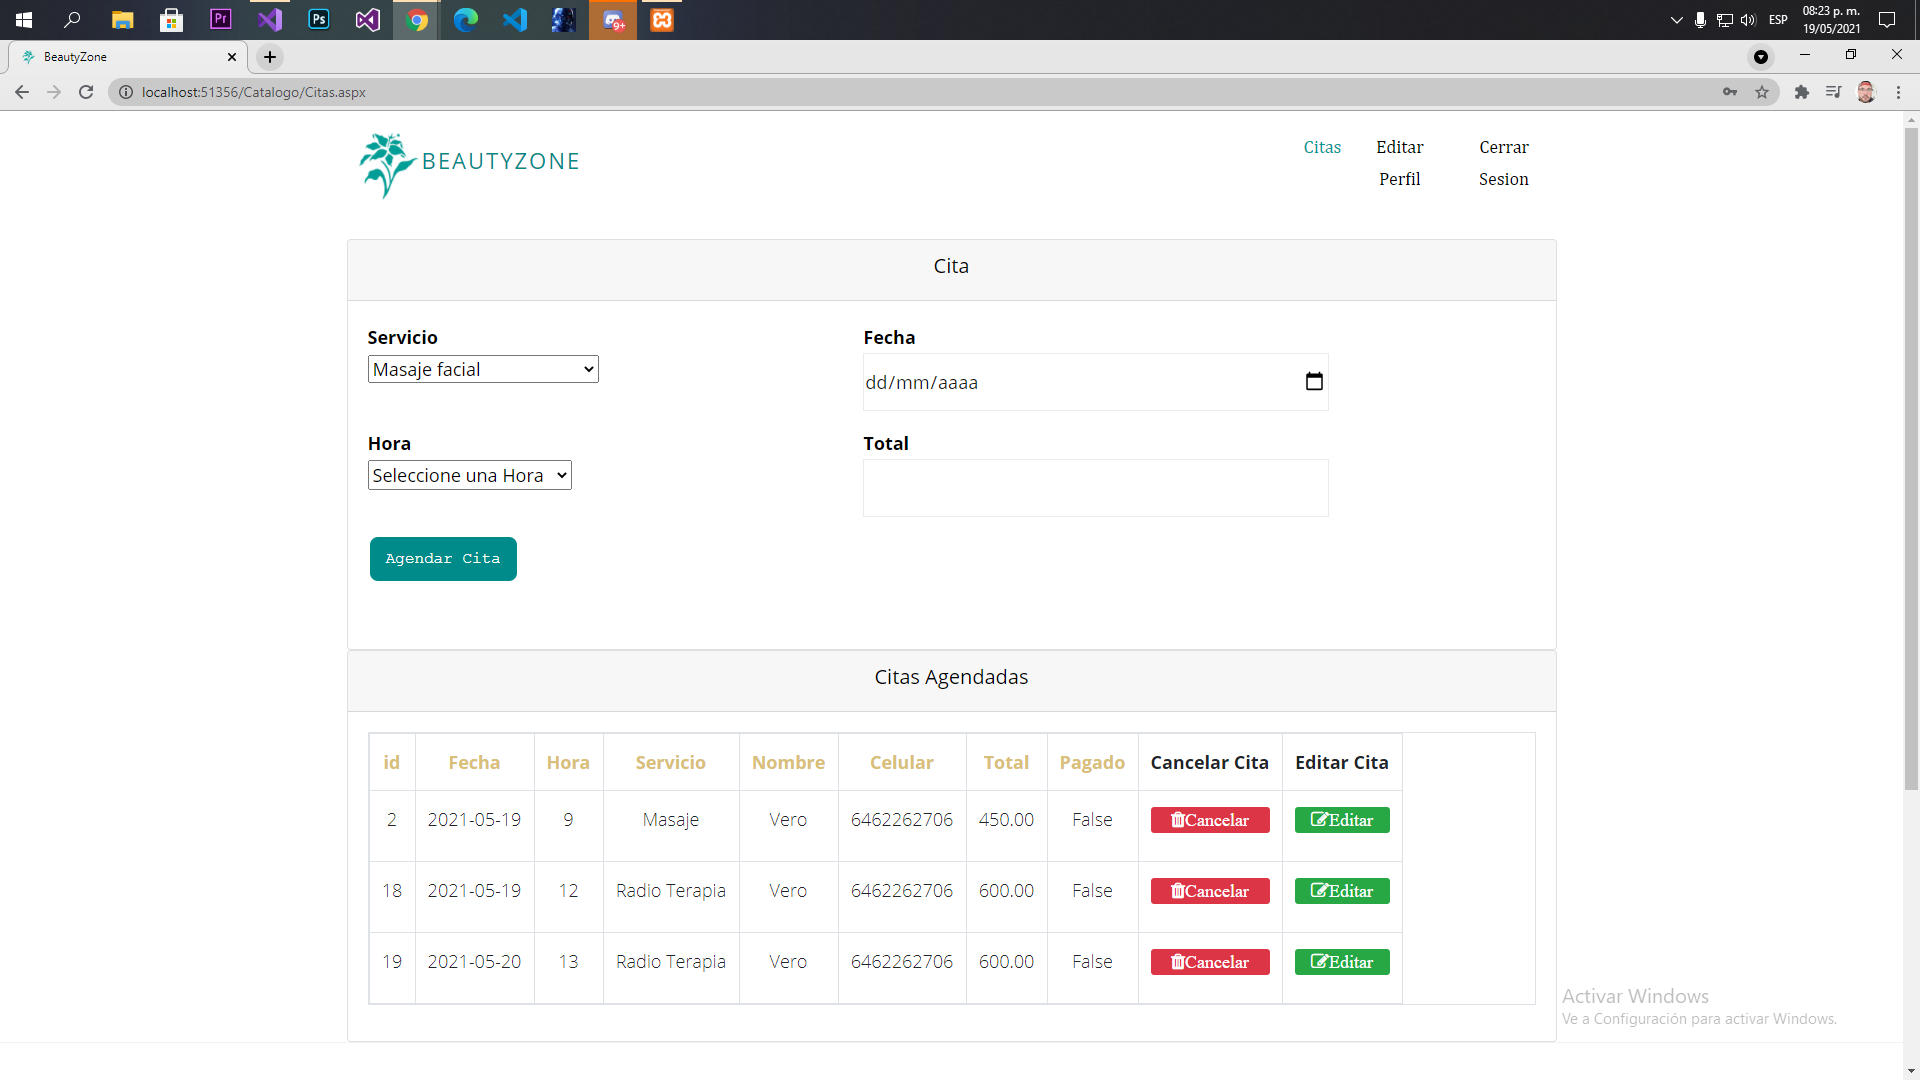 Pr
Ps
9+
ESP
08:23 p. m.
19/05/2021
BeautyZone
localhost:51356/Catalogo/Citas.aspx
BEAUTYZONE
Citas
Editar Perfil
Cerrar Sesion
Cita
Servicio
Masaje facial
Fecha
dd/mm/aaaa
Hora
Seleccione una Hora
Total
Agendar Cita
Citas Agendadas
id Fecha Hora Servicio Nombre Celular Total Pagado Cancelar Cita Editar Cita
2 2021-05-19 9 Masaje Vero 6462262706 450.00 False Cancelar Editar
18 2021-05-19 12 Radio Terapia Vero 6462262706 600.00 False Cancelar Editar
19 2021-05-20 13 Radio Terapia Vero 6462262706 600.00 False Cancelar Editar
Activar Windows
Ve a Configuración para activar Windows.